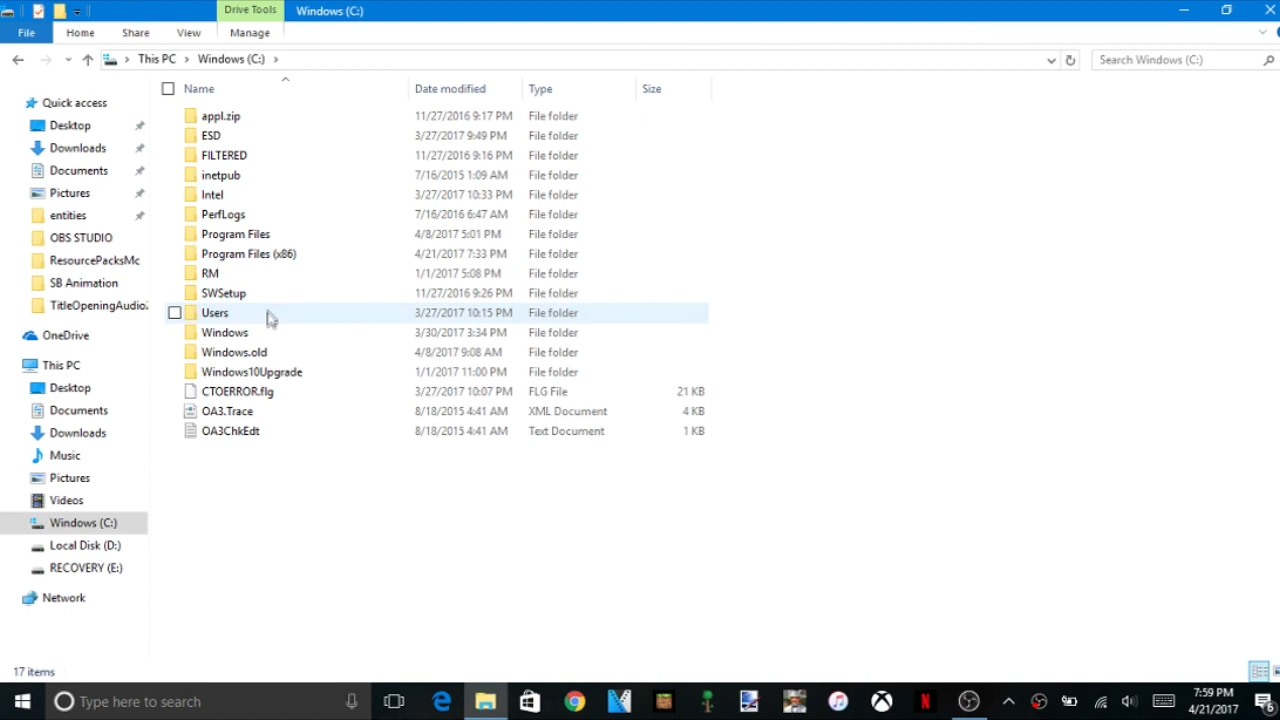 Drive Tools Windows (C:)
File Home Share View Manage
This PC Windows (C:) Search Windows (C:)
Name Date modified Type Size
Quick access
Desktop
Downloads
Documents
Pictures
entities
OBS STUDIO
ResourcePacksMc
SB Animation
TitleOpeningAudio
OneDrive
This PC
Desktop
Documents
Downloads
Music
Pictures
Videos
Windows (C:)
Local Disk (D:)
RECOVERY (E:)
Network
appl.zip 11/27/2016 9:17 PM File folder
ESD 3/27/2017 9:49 PM File folder
FILTERED 11/27/2016 9:16 PM File folder
inetpub 7/16/2015 1:09 AM File folder
Intel 3/27/2017 10:33 PM File folder
PerfLogs 7/16/2016 6:47 AM File folder
Program Files 4/8/2017 5:01 PM File folder
Program Files (x86) 4/21/2017 7:33 PM File folder
RM 1/1/2017 5:08 PM File folder
SWSetup 11/27/2016 9:26 PM File folder
Users 3/27/2017 10:15 PM File folder
Windows 3/30/2017 3:34 PM File folder
Windows.old 4/8/2017 9:08 AM File folder
Windows10Upgrade 1/1/2017 11:00 PM File folder
CTOERROR.flg 3/27/2017 10:07 PM FLG File 21 KB
OA3.Trace 8/18/2015 4:41 AM XML Document 4 KB
OA3ChkEdt 8/18/2015 4:41 AM Text Document 1 KB
17 items
Type here to search
7:59 PM
4/21/2017
6